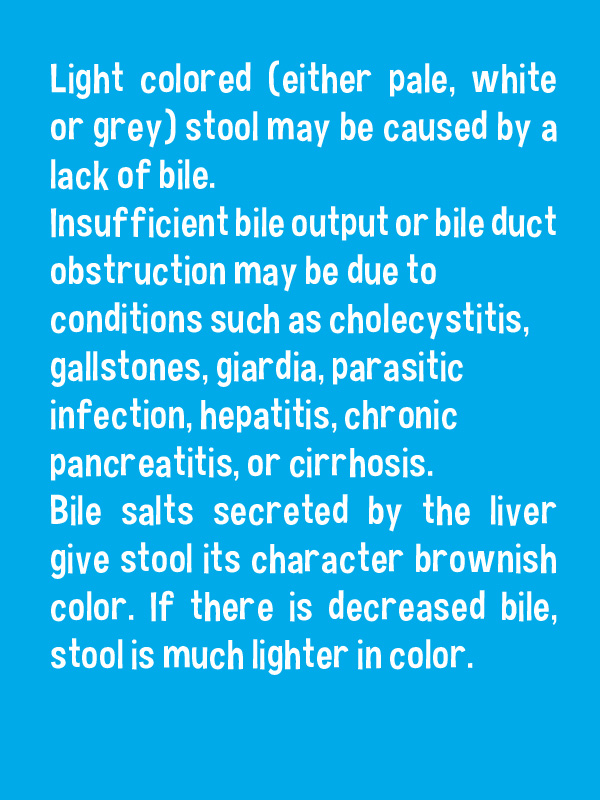 Light colored (either pale, white
or grey) stool may be caused by a
lack of bile.
Insufficient bile output or bile duct
obstruction may be due to
conditions such as cholecystitis,
gallstones, giardia, parasitic
infection, hepatitis, chronic
pancreatitis, or cirrhosis.
Bile salts secreted by the liver
give stool its character brownish
color. If there is decreased bile,
stool is much lighter in color.